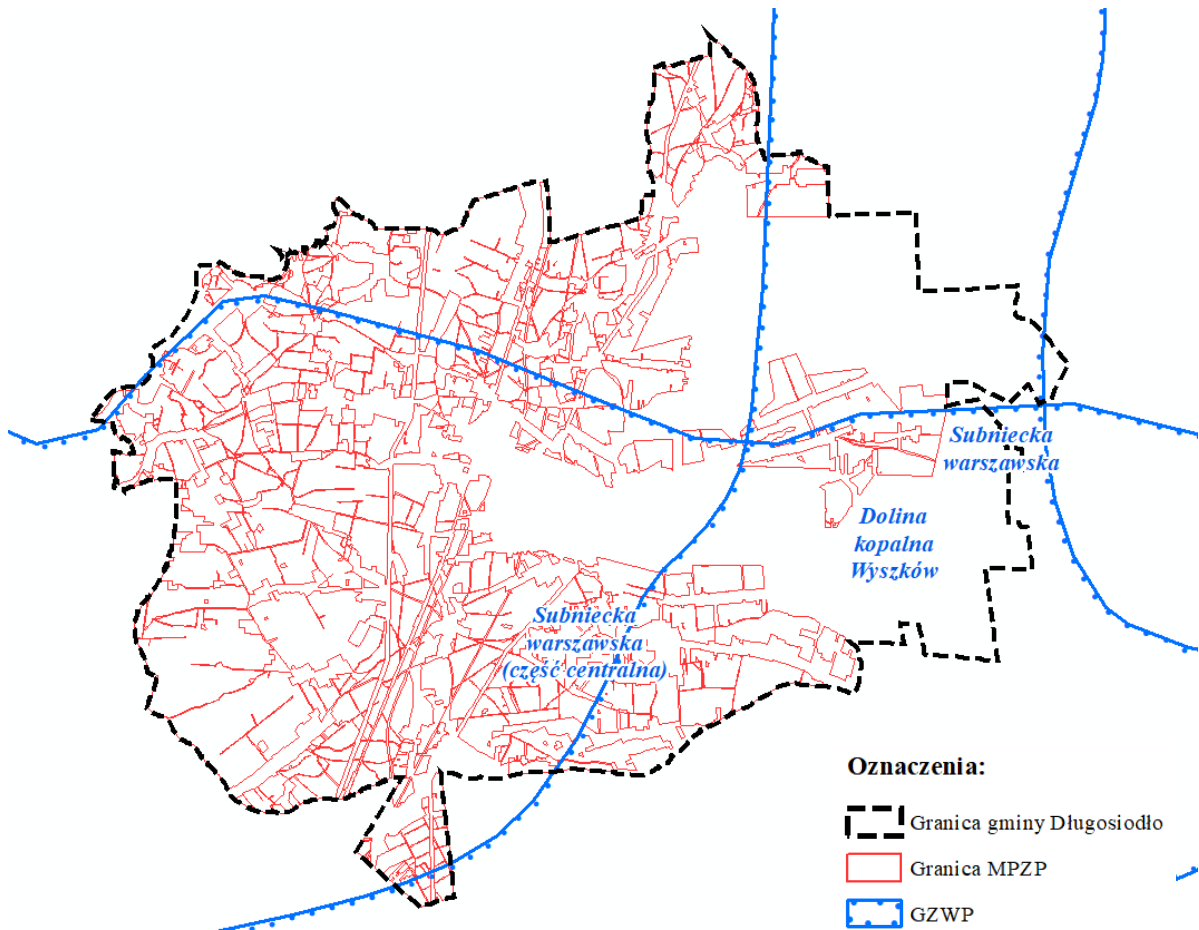 Subniecka
warszawska
Dolina
kopalna
Wyszków
Subniecka
warszawska
(część centralna)
Oznaczenia:
Granica gminy Długosiodło
Granica MPZP
GZWP